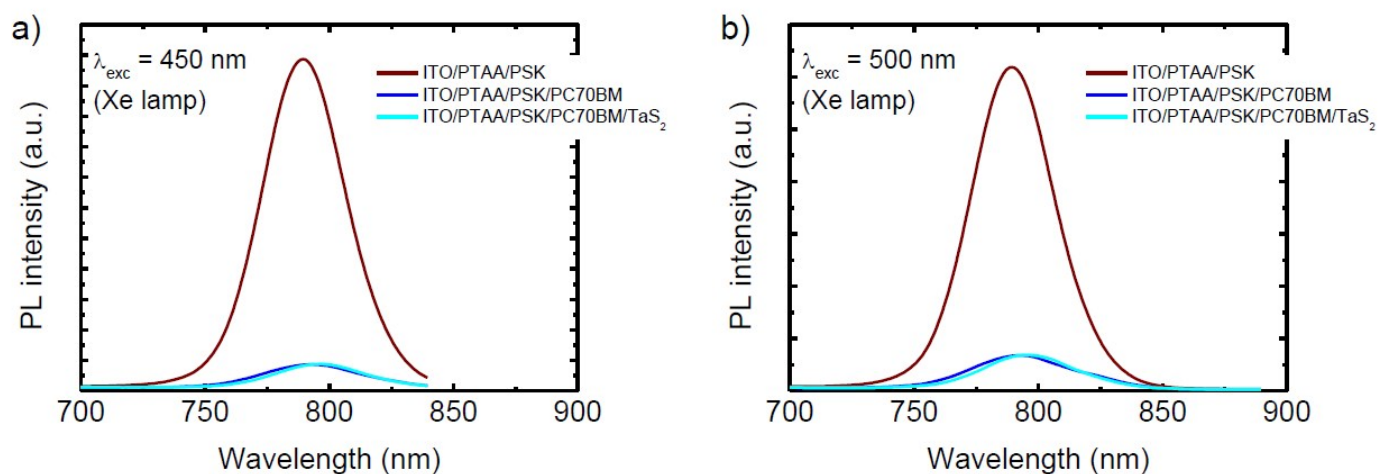 a)
λexc = 450 nm
(Xe lamp)
ITO/PTAA/PSK
ITO/PTAA/PSK/PC70BM
ITO/PTAA/PSK/PC70BM/TaS2
PL intensity (a.u.)
700 750 800 850 900
Wavelength (nm)
b)
λexc = 500 nm
(Xe lamp)
ITO/PTAA/PSK
ITO/PTAA/PSK/PC70BM
ITO/PTAA/PSK/PC70BM/TaS2
PL intensity (a.u.)
700 750 800 850 900
Wavelength (nm)